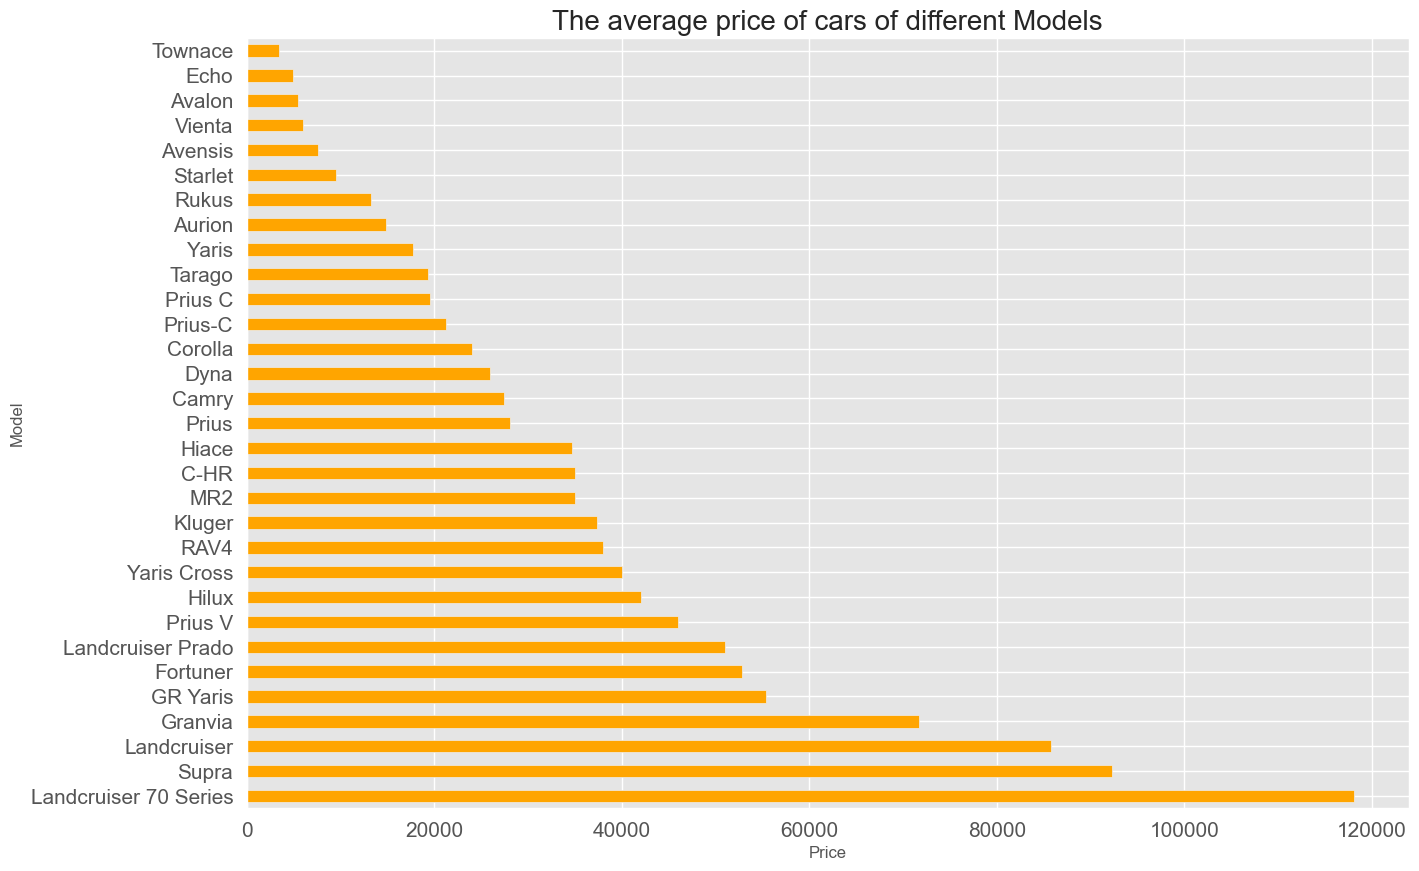 The average price of cars of different Models
Townace
Echo
Avalon
Vienta
Avensis
Starlet
Rukus
Aurion
Yaris
Tarago
Prius C
Prius-C
Corolla
Dyna
Camry
Prius
Hiace
C-HR
MR2
Kluger
RAV4
Yaris Cross
Hilux
Prius V
Landcruiser Prado
Fortuner
GR Yaris
Granvia
Landcruiser
Supra
Landcruiser 70 Series
Model
0 20000 40000 60000 80000 100000 120000
Price